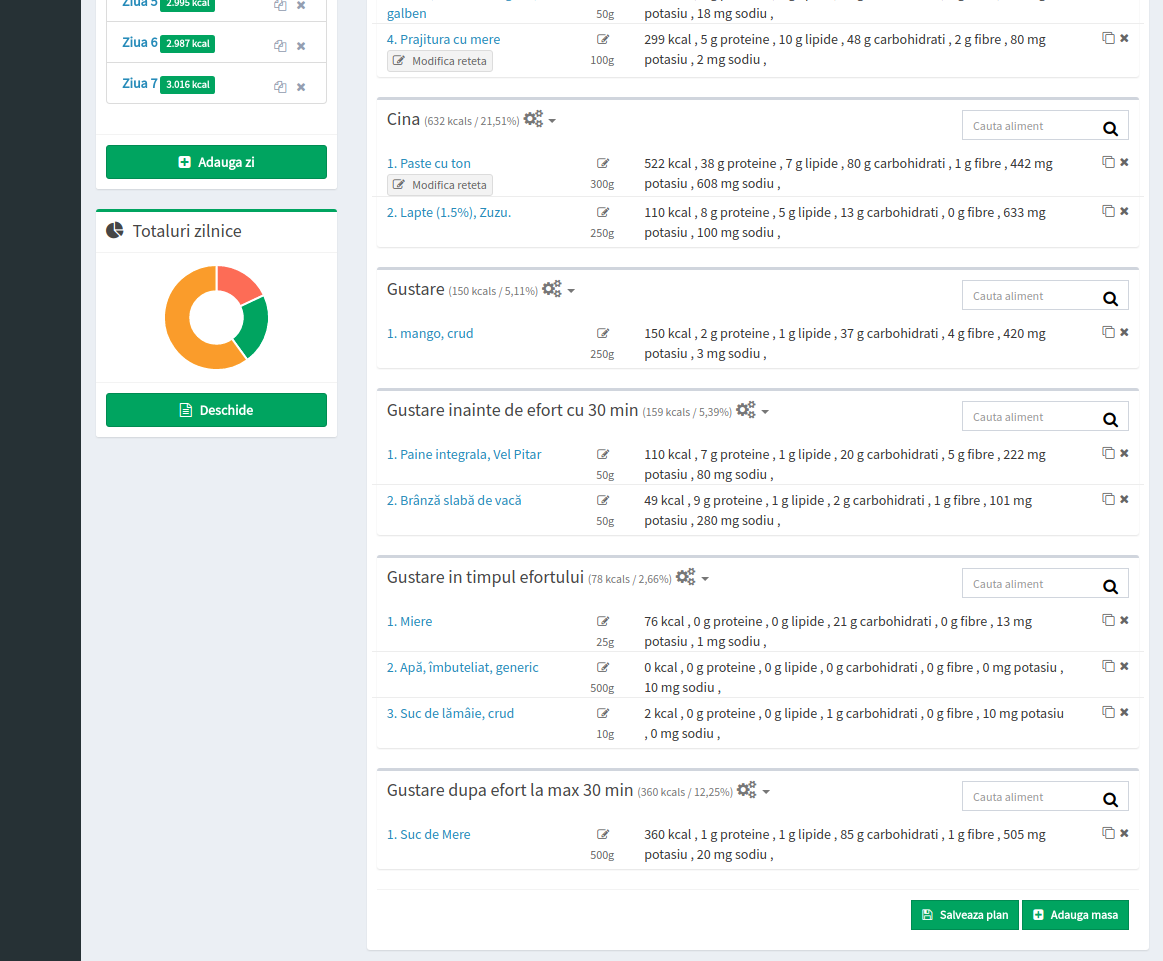 Ziua 5 2.995 kcal
Ziua 6 2.987 kcal
Ziua 7 3.016 kcal
Adauga zi
Totaluri zilnice
Deschide
galben
50g
potasiu , 18 mg sodiu ,
4. Prajitura cu mere
299 kcal , 5 g proteine , 10 g lipide , 48 g carbohidrati , 2 g fibre , 80 mg
Modifica reteta
100g
potasiu , 2 mg sodiu ,
Cina (632 kcals / 21,51%)
Cauta aliment
1. Paste cu ton
522 kcal , 38 g proteine , 7 g lipide , 80 g carbohidrati , 1 g fibre , 442 mg
Modifica reteta
300g
potasiu , 608 mg sodiu ,
2. Lapte (1.5%), Zuzu.
110 kcal , 8 g proteine , 5 g lipide , 13 g carbohidrati , 0 g fibre , 633 mg
250g
potasiu , 100 mg sodiu ,
Gustare (150 kcals / 5,11%)
Cauta aliment
1. mango, crud
150 kcal , 2 g proteine , 1 g lipide , 37 g carbohidrati , 4 g fibre , 420 mg
250g
potasiu , 3 mg sodiu ,
Gustare inainte de efort cu 30 min (159 kcals / 5,39%)
Cauta aliment
1. Paine integrala, Vel Pitar
110 kcal , 7 g proteine , 1 g lipide , 20 g carbohidrati , 5 g fibre , 222 mg
50g
potasiu , 80 mg sodiu ,
2. Brânză slabă de vacă
49 kcal , 9 g proteine , 1 g lipide , 2 g carbohidrati , 1 g fibre , 101 mg
50g
potasiu , 280 mg sodiu ,
Gustare in timpul efortului (78 kcals / 2,66%)
Cauta aliment
1. Miere
76 kcal , 0 g proteine , 0 g lipide , 21 g carbohidrati , 0 g fibre , 13 mg
25g
potasiu , 1 mg sodiu ,
2. Apă, îmbuteliat, generic
0 kcal , 0 g proteine , 0 g lipide , 0 g carbohidrati , 0 g fibre , 0 mg potasiu ,
500g
10 mg sodiu ,
3. Suc de lămâie, crud
2 kcal , 0 g proteine , 0 g lipide , 1 g carbohidrati , 0 g fibre , 10 mg potasiu
10g
, 0 mg sodiu ,
Gustare dupa efort la max 30 min (360 kcals / 12,25%)
Cauta aliment
1. Suc de Mere
360 kcal , 1 g proteine , 1 g lipide , 85 g carbohidrati , 1 g fibre , 505 mg
500g
potasiu , 20 mg sodiu ,
Salveaza plan
Adauga masa